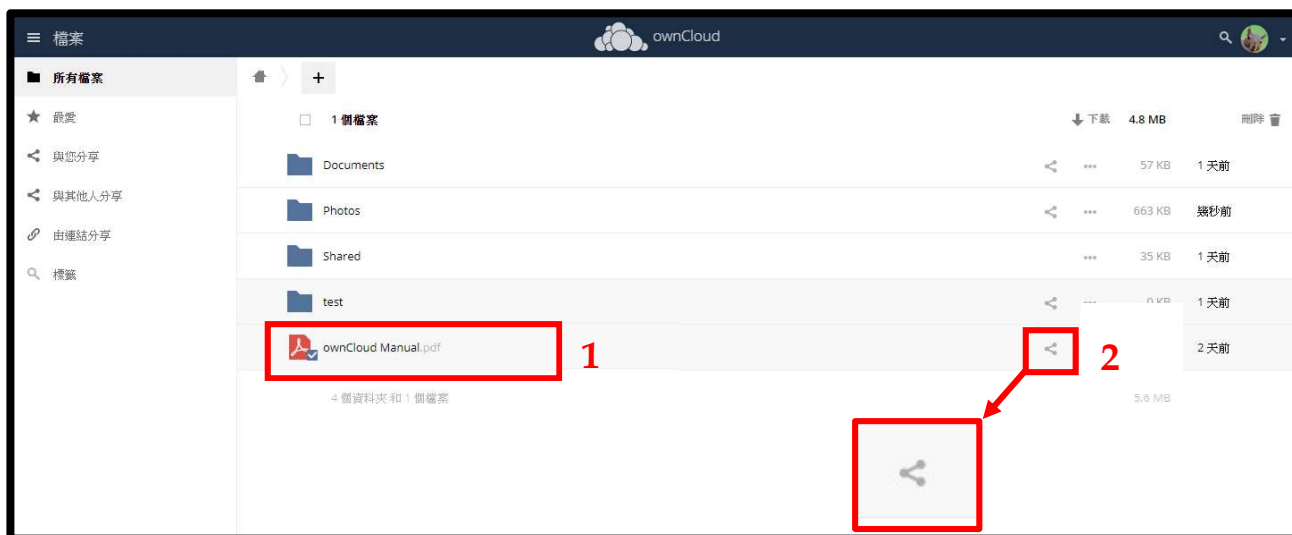 檔案 ownCloud
所有檔案 +
最愛 1 個檔案 下載 4.8 MB 刪除
與您分享 Documents 57 KB 1 天前
與其他人分享 Photos 663 KB 幾秒前
由連結分享 Shared 35 KB 1 天前
標籤 test 0 KB 1 天前
ownCloud Manual.pdf 1 2 2 天前
4 個資料夾 和 1 個檔案 5.6 MB